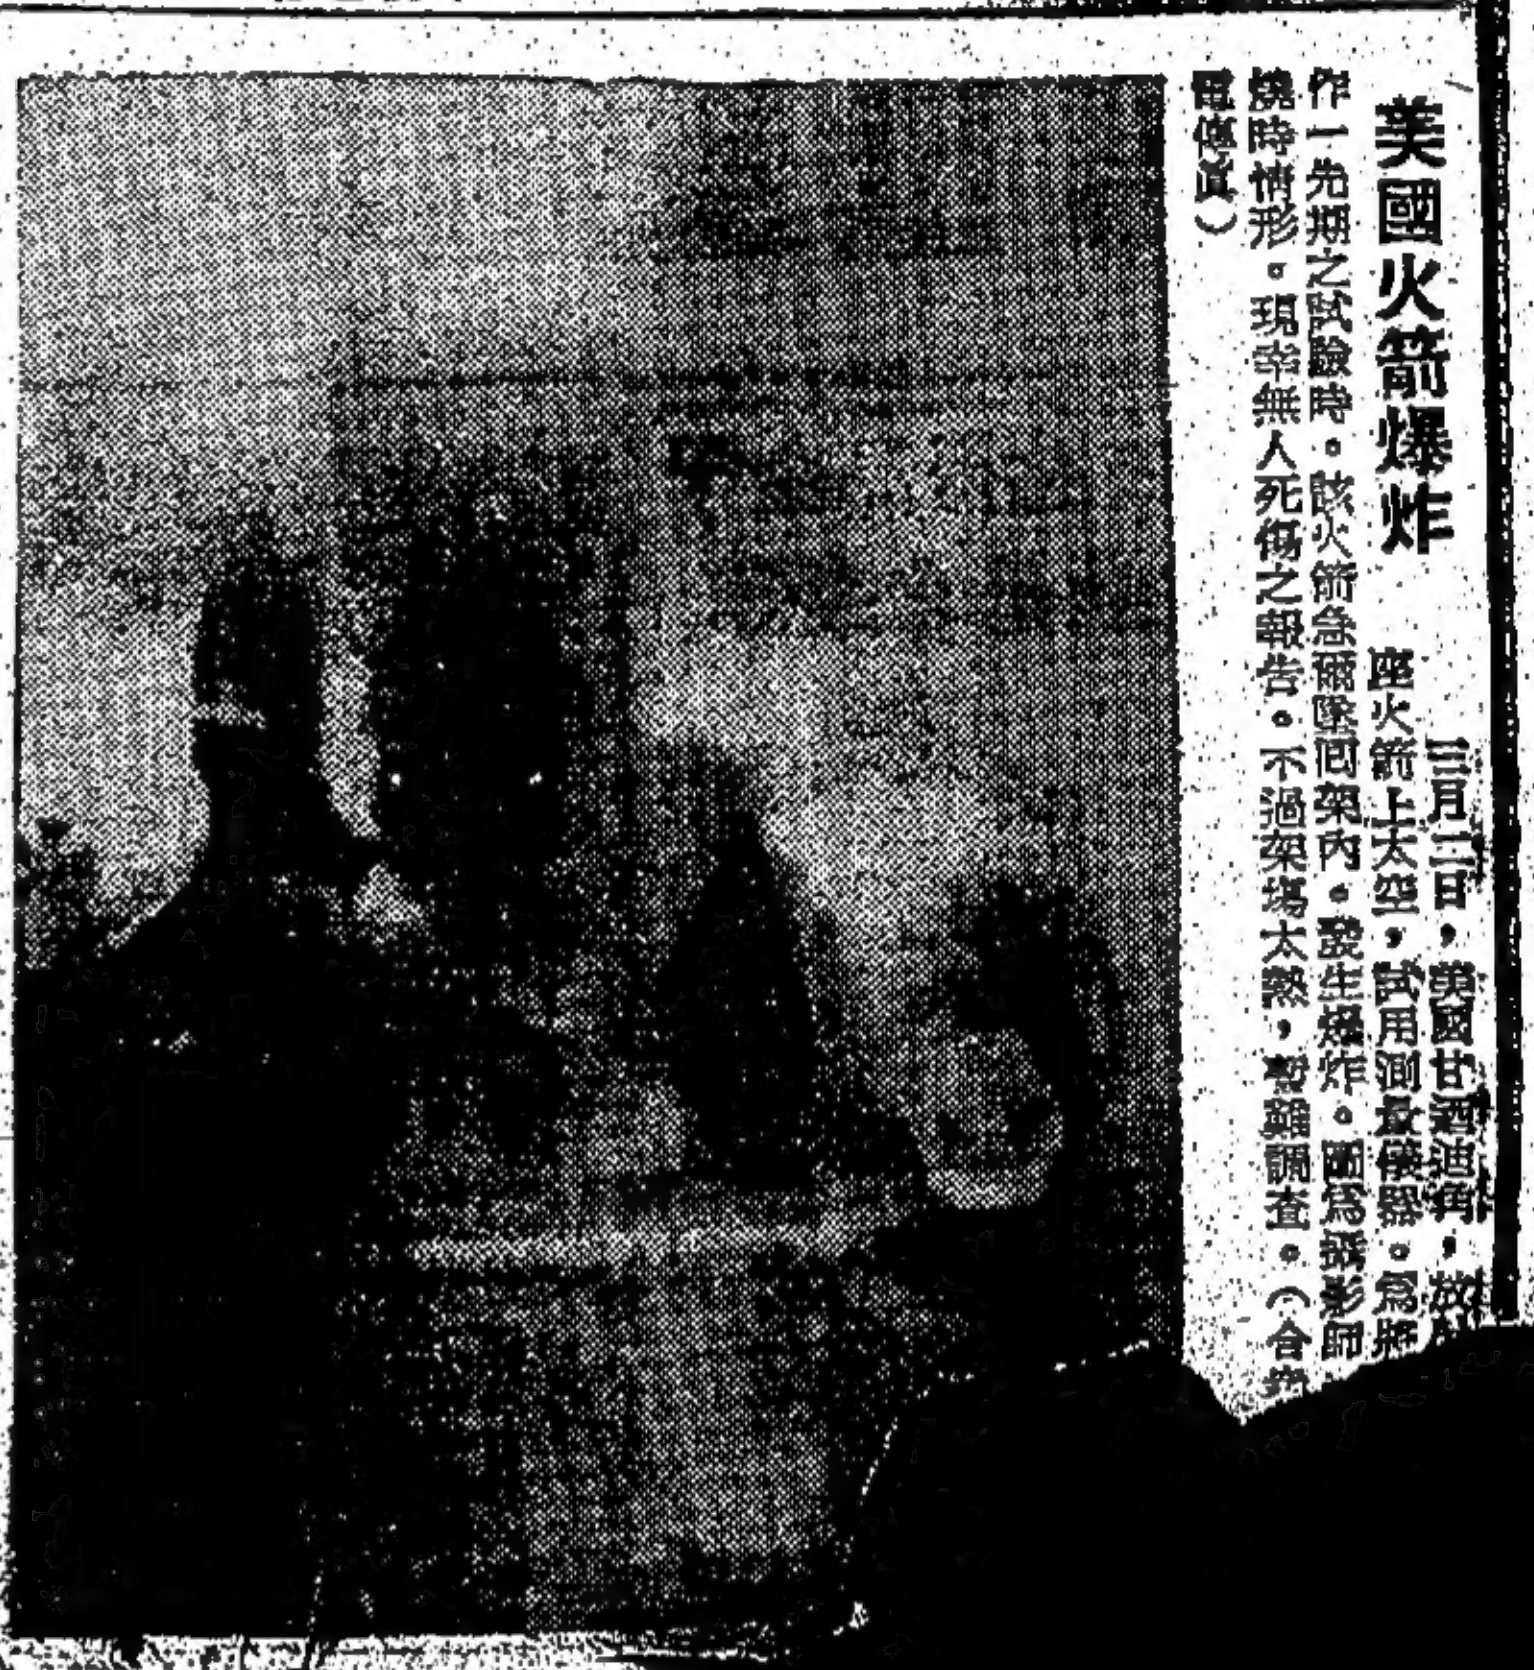 美國火箭爆炸
三月二日，美國甘酒迪角，放
座火箭上太空，試用測量儀器。爲將
作一先期之試驗時。該火箭急爾墜回架內。發生爆炸。圖爲攝影師
燒時情形。現幸無人死傷之報告。不過架塲太熱，難調查。（合
電傳眞）